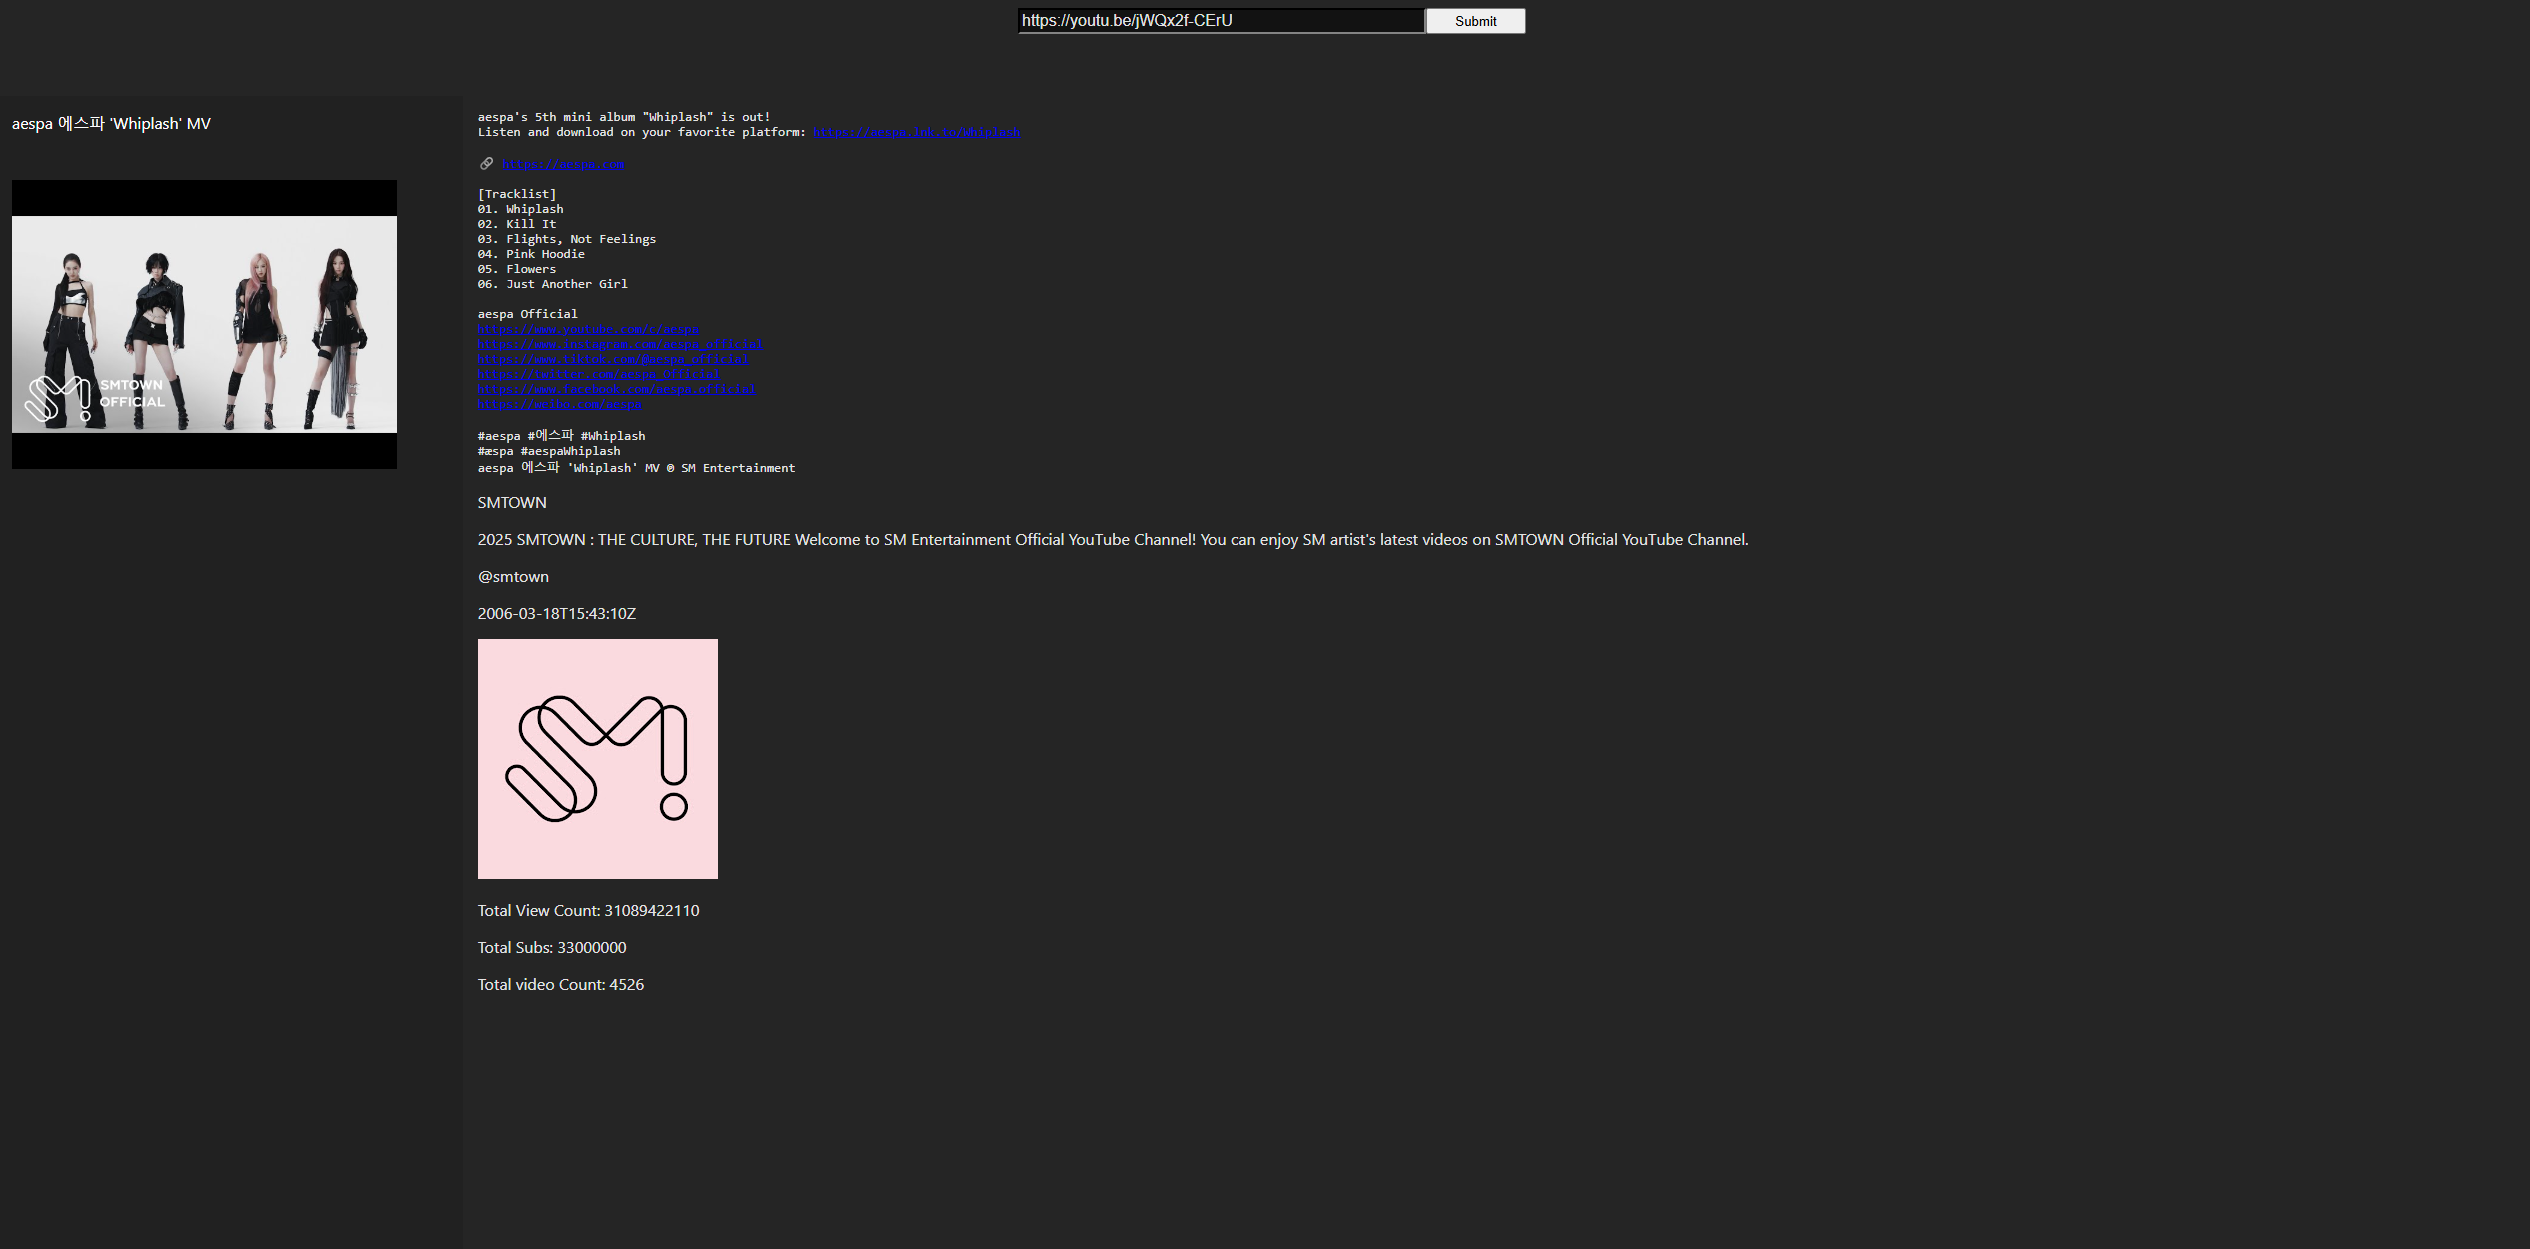 https://youtu.be/jWQx2f-CErU
Submit
aespa 에스파 'Whiplash' MV
SMTOWN
OFFICIAL
aespa's 5th mini album "Whiplash" is out!
Listen and download on your favorite platform: https://aespa.lnk.to/Whiplash
🔗 https://aespa.com
[Tracklist]
01. Whiplash
02. Kill It
03. Flights, Not Feelings
04. Pink Hoodie
05. Flowers
06. Just Another Girl
aespa Official
https://www.youtube.com/c/aespa
https://www.instagram.com/aespa_official
https://www.tiktok.com/@aespa_official
https://twitter.com/aespa_Official
https://www.facebook.com/aespa.official
https://weibo.com/aespa
#aespa #에스파 #Whiplash
#æspa #aespaWhiplash
aespa 에스파 'Whiplash' MV ℗ SM Entertainment
SMTOWN
2025 SMTOWN : THE CULTURE, THE FUTURE Welcome to SM Entertainment Official YouTube Channel! You can enjoy SM artist's latest videos on SMTOWN Official YouTube Channel.
@smtown
2006-03-18T15:43:10Z
Total View Count: 31089422110
Total Subs: 33000000
Total video Count: 4526